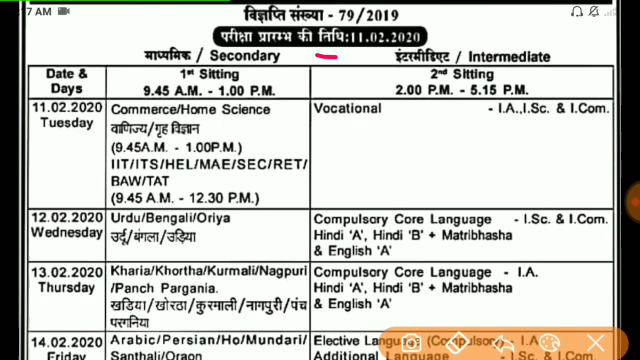 विज्ञप्ति संख्या - 79/2019
परीक्षा प्रारम्भ की तिथि:11.02.2020
माध्यमिक / Secondary
इंटरमीडिएट / Intermediate
Date & Days
1st Sitting
9.45 A.M. - 1.00 P.M.
2nd Sitting
2.00 P.M. - 5.15 P.M.
11.02.2020
Tuesday
Commerce/Home Science
वाणिज्य/गृह विज्ञान
(9.45A.M. - 1.00P.M.)
IIT/ITS/HEL/MAE/SEC/RET/
BAW/TAT
(9.45 A.M. - 12.30 P.M.)
Vocational - I.A.,I.Sc. & I.Com.
12.02.2020
Wednesday
Urdu/Bengali/Oriya
उर्दू/बंगला/उड़िया
Compulsory Core Language - I.Sc. & I.Com.
Hindi 'A', Hindi 'B' + Matribhasha
& English 'A'
13.02.2020
Thursday
Kharia/Khortha/Kurmali/Nagpuri
/Panch Pargania.
खडिया/खोरठा/कुरमाली/नागपुरी/पंच
परगनिया
Compulsory Core Language - I.A.
Hindi 'A', Hindi 'B' + Matribhasha
& English 'A'
14.02.2020
Friday
Arabic/Persian/Ho/Mundari/
Santhali/Oraon
Elective Language (Compulsory) - I.A
Additional Language - I.Sc. & I.Com